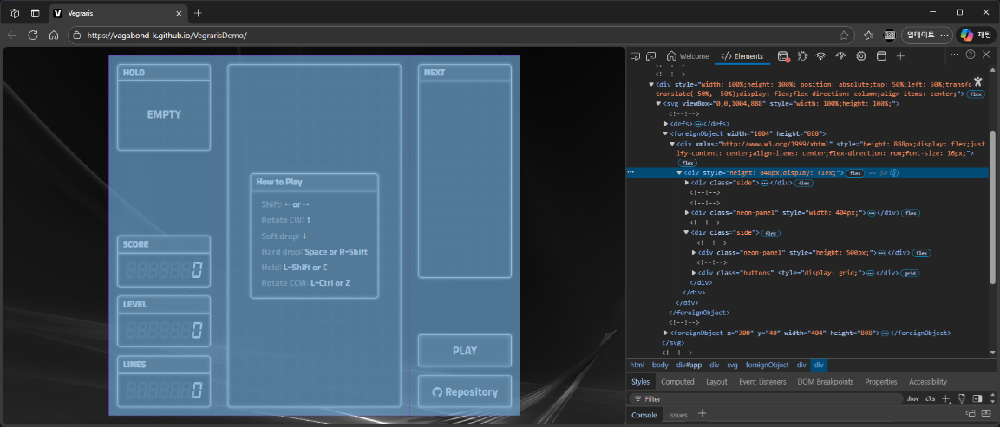 Vegraris
https://vagabond-k.github.io/VegrarisDemo/
업데이트
채팅
HOLD
EMPTY
SCORE
0
LEVEL
0
LINES
0
How to Play
Shift: ← or →
Rotate CW: ↑
Soft drop: ↓
Hard drop: Space or R-Shift
Hold: L-Shift or C
Rotate CCW: L-Ctrl or Z
NEXT
PLAY
Repository
Welcome
</> Elements
<!--!-->
<div style="width: 100%;height: 100%; position: absolute;top: 50%;left: 50%;transfo
translate(-50%, -50%);display: flex;flex-direction: column;align-items: center;"> flex
<svg viewBox="0,0,1004,888" style="width: 100%;height: 100%;">
<!--!-->
<defs>…</defs>
<foreignObject width="1004" height="888">
<div xmlns="http://www.w3.org/1999/xhtml" style="height: 888px;display: flex;just
ify-content: center;align-items: center;flex-direction: row;font-size: 16px;">
flex
<div style="height: 848px;display: flex;"> flex == $0
<div class="side">…</div> flex
<!--!-->
<!--!-->
<div class="neon-panel" style="width: 404px;">…</div> flex
<!--!-->
<div class="side"> flex
<!--!-->
<div class="neon-panel" style="height: 500px;">…</div> flex
<!--!-->
<div class="buttons" style="display: grid;">…</div> grid
</div>
</div>
</div>
</foreignObject>
<!--!-->
<foreignObject x="300" y="40" width="404" height="808">…</foreignObject>
</svg>
<!--!-->
html body div#app div svg foreignObject div div
Styles Computed Layout Event Listeners DOM Breakpoints Properties Accessibility
Filter
:hov .cls
Console Issues